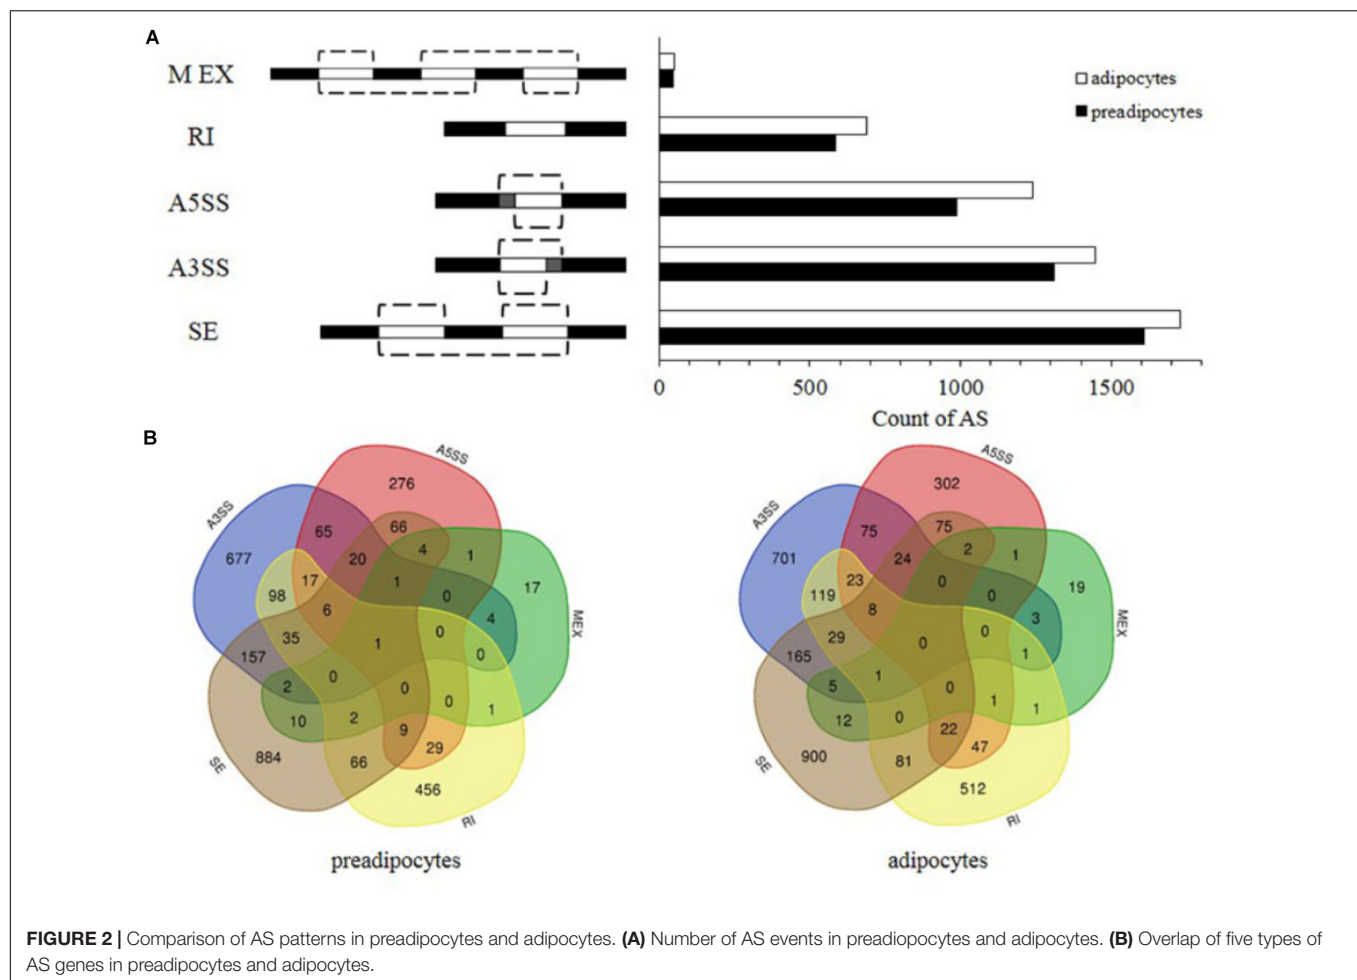 A
M EX
RI
A5SS
A3SS
SE
adipocytes
preadipocytes
0 500 1000 1500
Count of AS
B
A5SS
276
A3SS
65 66
4 1
677 20
17 1 17
98 0
6 4
35 1 0 MEX
157 0
0
2 0
10 2 0 1
9
SE 884 66 29
456
RI
preadipocytes
A5SS
302
A3SS
75 75
2 1
701 24
23 0 19
119 0
8 3
29 0 0 MEX
165 1
1
5 0
12 0 1 1
22
SE 900 81 47
512
RI
adipocytes
FIGURE 2 | Comparison of AS patterns in preadipocytes and adipocytes. (A) Number of AS events in preadiopocytes and adipocytes. (B) Overlap of five types of
AS genes in preadipocytes and adipocytes.